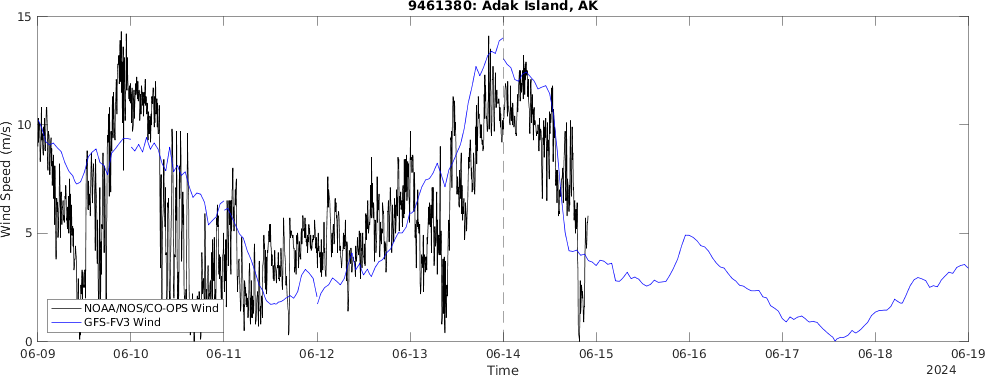 9461380: Adak Island, AK
Wind Speed (m/s)
15
10
5
0
NOAA/NOS/CO-OPS Wind
GFS-FV3 Wind
06-09 06-10 06-11 06-12 06-13 06-14 06-15 06-16 06-17 06-18 06-19
Time
2024